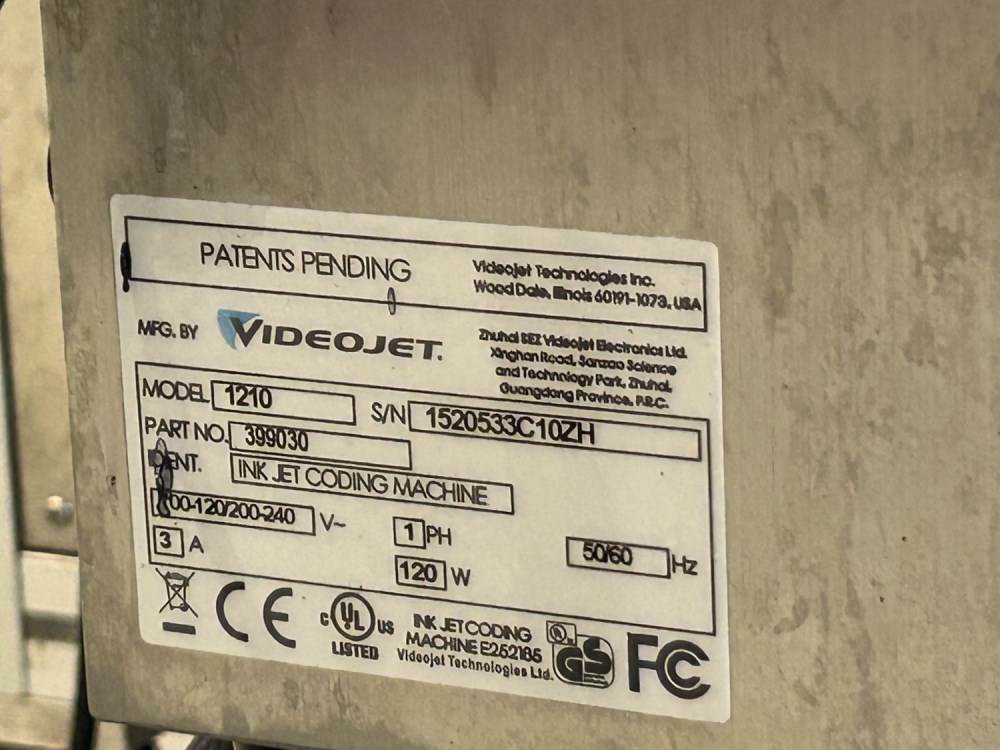 PATENTS PENDING
Videojet Technologies Inc.
Wood Dale, Illinois 60191-1073, USA
MFG. BY VIDEOJET.
Zhuhai SEZ Videojet Electronics Ltd.
Xinghan Road, Sanzao Science
and Technology Park, Zhuhai,
Guangdong Province, P.R.C.
MODEL 1210
S/N 1520533C10ZH
PART NO. 399030
IDENT. INK JET CODING MACHINE
100-120/200-240 V~
1 PH
50/60 Hz
3 A
120 W
CE
c UL US
LISTED
INK JET CODING
MACHINE E252185
Videojet Technologies Ltd.
UL
GS
FC